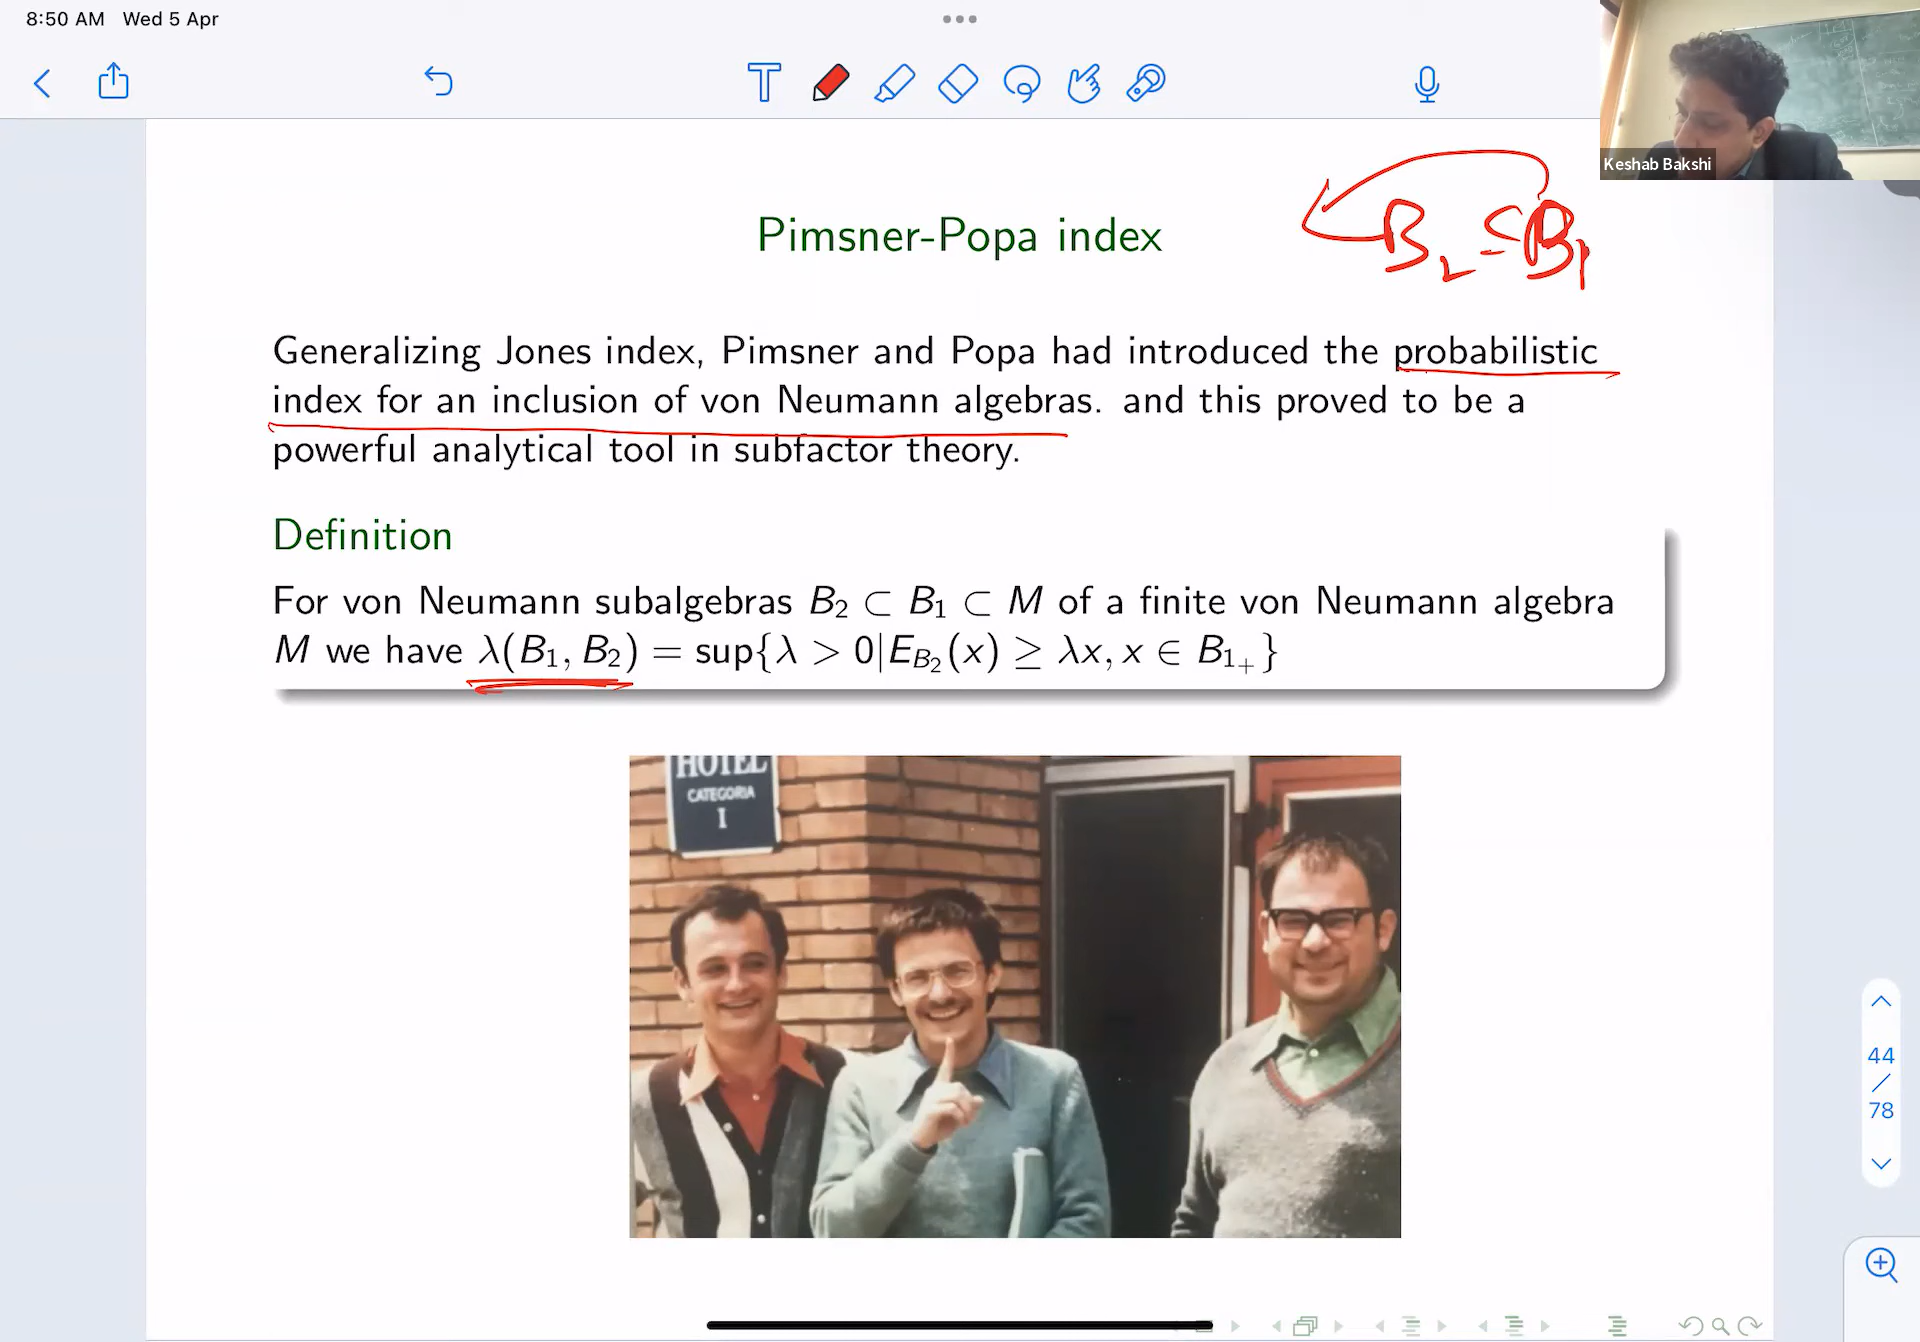 8:50 AM Wed 5 Apr
Keshab Bakshi
B₂ ⊆ B₁
Pimsner-Popa index
Generalizing Jones index, Pimsner and Popa had introduced the probabilistic
index for an inclusion of von Neumann algebras. and this proved to be a
powerful analytical tool in subfactor theory.
Definition
For von Neumann subalgebras B₂ ⊂ B₁ ⊂ M of a finite von Neumann algebra
M we have λ(B₁, B₂) = sup{λ > 0|E_{B₂}(x) ≥ λx, x ∈ B₁₊}
HOTEL
CATEGORIA
I
44
/
78